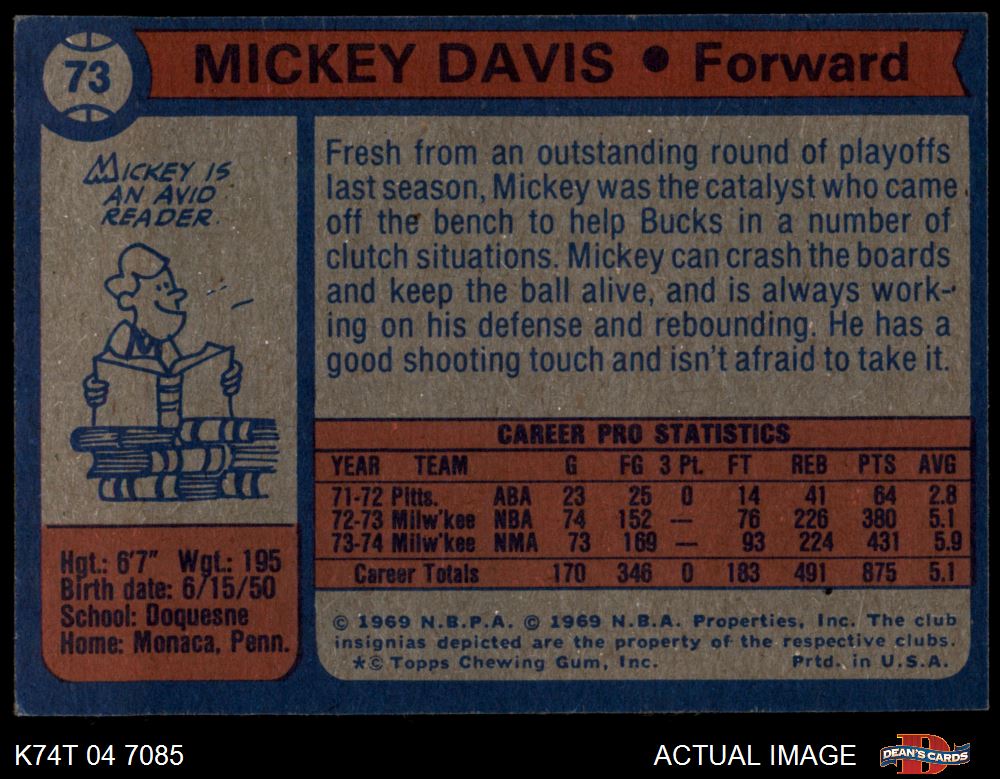 73
MICKEY DAVIS ● Forward
MICKEY IS
AN AVID
READER.
Hgt.: 6'7" Wgt.: 195
Birth date: 6/15/50
School: Doquesne
Home: Monaca, Penn.
Fresh from an outstanding round of playoffs
last season, Mickey was the catalyst who came
off the bench to help Bucks in a number of
clutch situations. Mickey can crash the boards
and keep the ball alive, and is always work-
ing on his defense and rebounding. He has a
good shooting touch and isn't afraid to take it.
CAREER PRO STATISTICS
YEAR TEAM G FG 3 Pt. FT REB PTS AVG
71-72 Pitts. ABA 23 25 0 14 41 64 2.8
72-73 Milw'kee NBA 74 152 — 76 226 380 5.1
73-74 Milw'kee NMA 73 169 — 93 224 431 5.9
Career Totals 170 346 0 183 491 875 5.1
© 1969 N.B.P.A. © 1969 N.B.A. Properties, Inc. The club
insignias depicted are the property of the respective clubs.
*© Topps Chewing Gum, Inc. Prtd. in U.S.A.
K74T 04 7085
ACTUAL IMAGE
DEAN'S CARDS